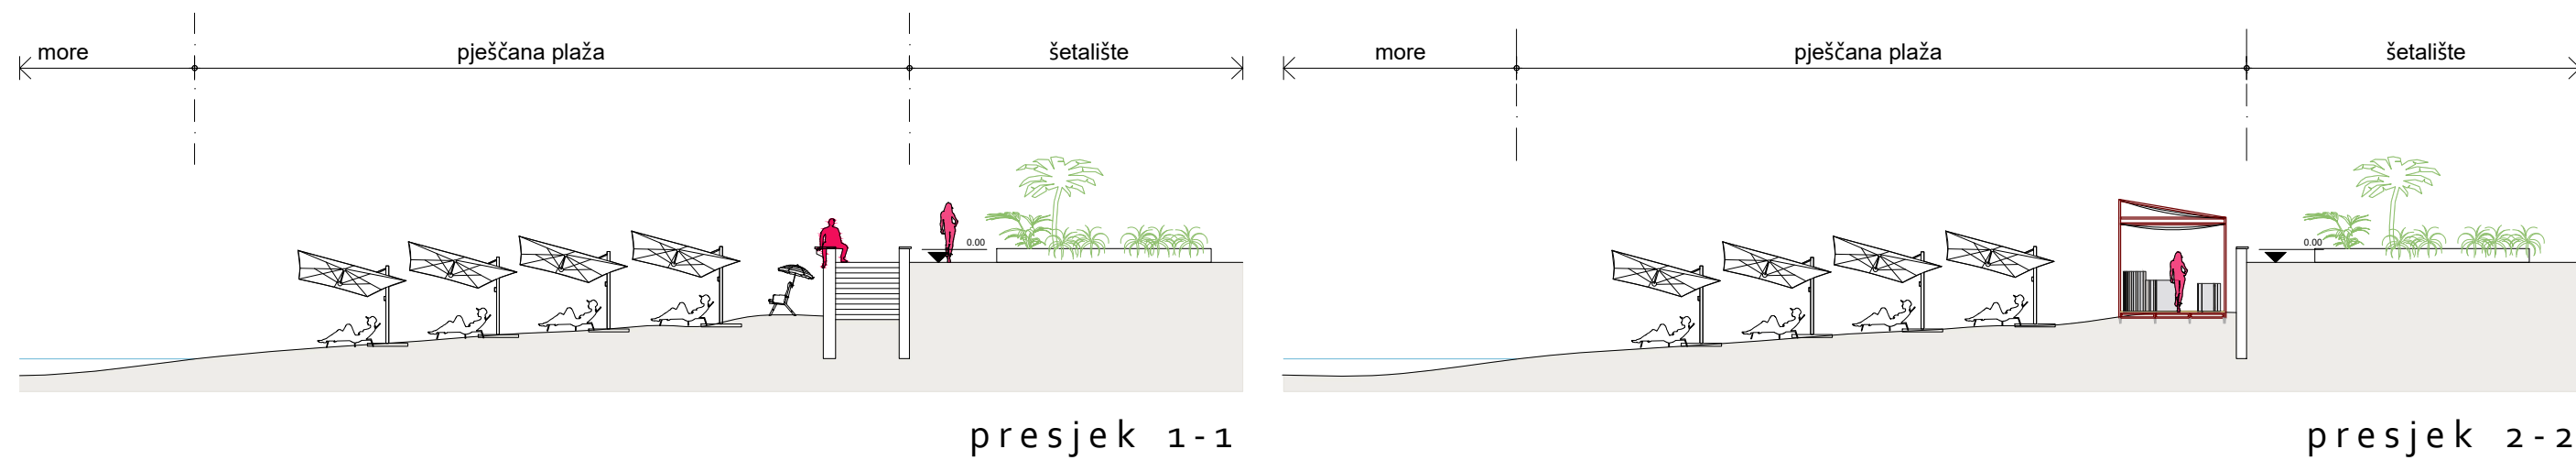 more pješčana plaža šetalište
0.00
presjek 1-1
more pješčana plaža šetalište
0.00
presjek 2-2